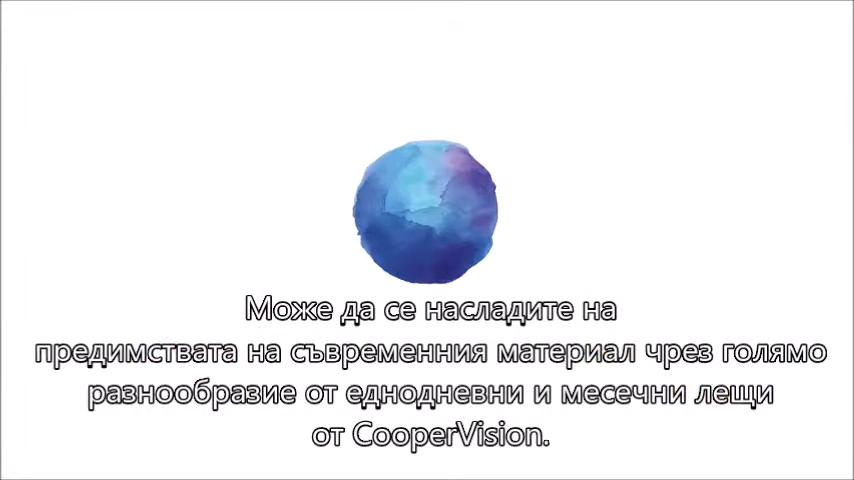 Може да се насладите на
предимствата на съвременния материал чрез голямо
разнообразие от еднодневни и месечни лещи
от CooperVision.